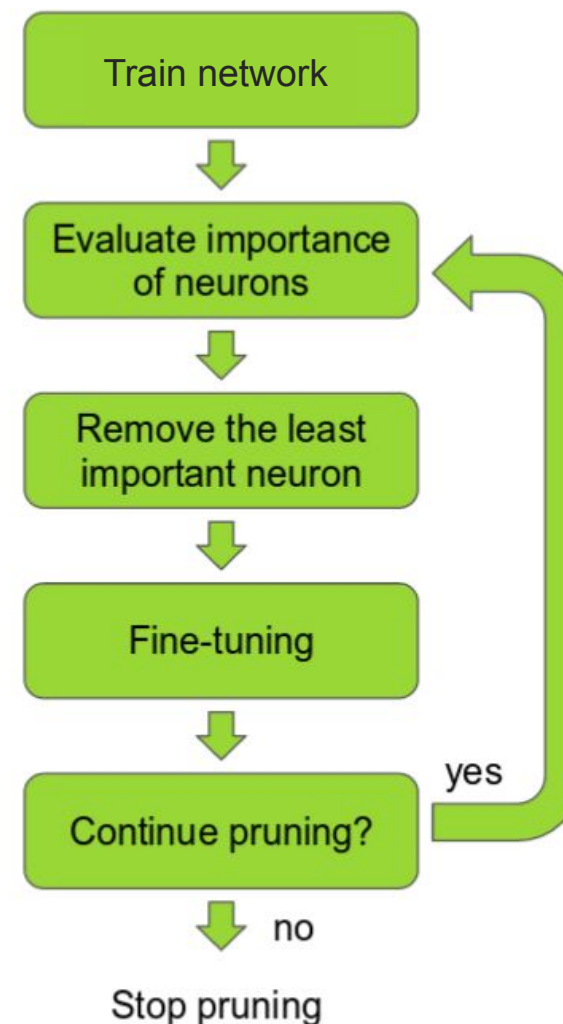 Train network
Evaluate importance
of neurons
Remove the least
important neuron
Fine-tuning
yes
Continue pruning?
no
Stop pruning